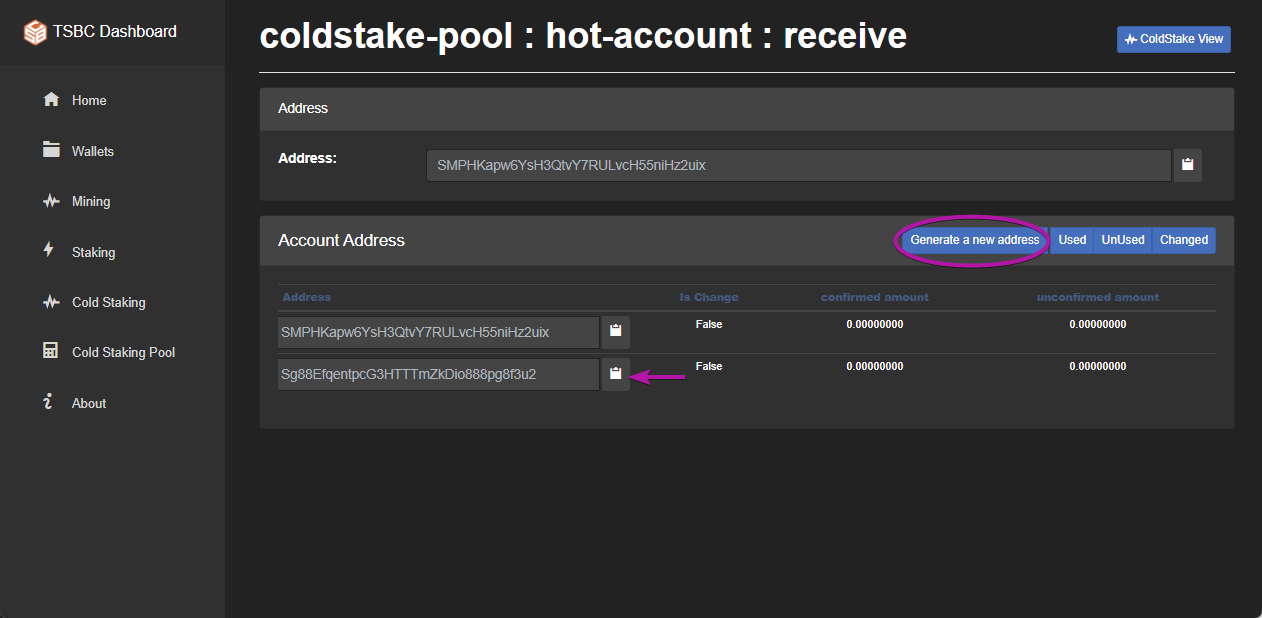 TSBC Dashboard
Home
Wallets
Mining
Staking
Cold Staking
Cold Staking Pool
About
coldstake-pool : hot-account : receive
ColdStake View
Address
Address: SMPHKapw6YsH3QtvY7RULvcH55niHz2uix
Account Address
Generate a new address Used UnUsed Changed
Address Is Change confirmed amount unconfirmed amount
SMPHKapw6YsH3QtvY7RULvcH55niHz2uix False 0.00000000 0.00000000
Sg88EfqentpcG3HTTTmZkDio888pg8f3u2 False 0.00000000 0.00000000